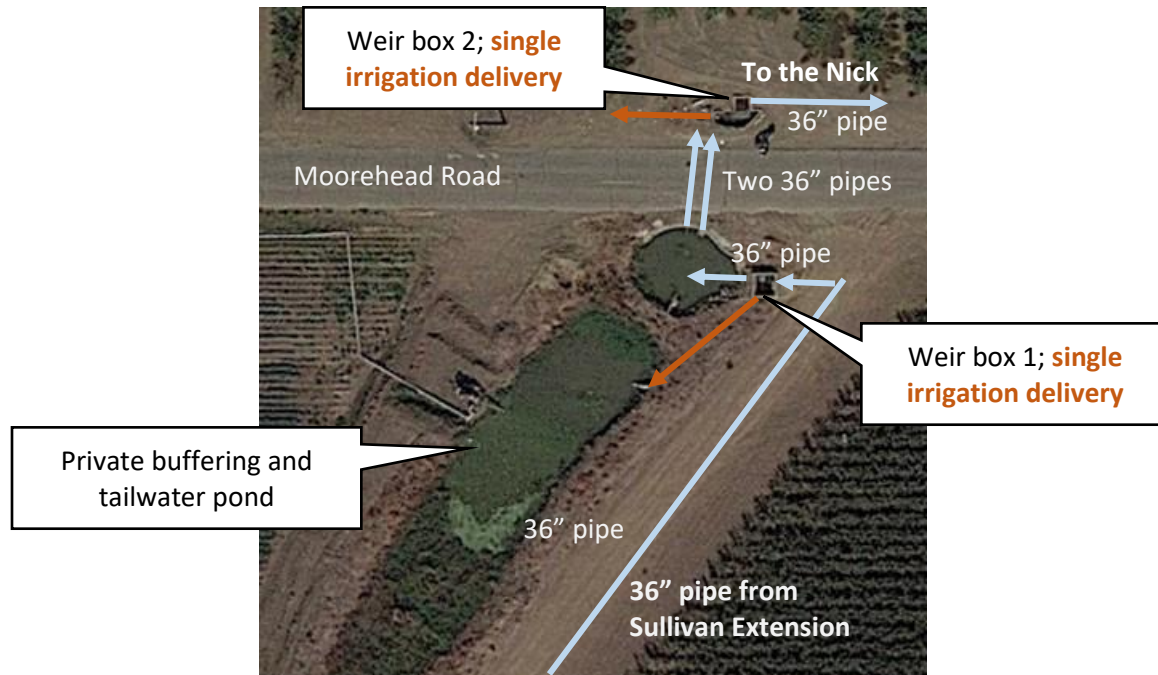 Weir box 2; single
irrigation delivery
To the Nick
36” pipe
Moorehead Road
Two 36” pipes
36” pipe
Weir box 1; single
irrigation delivery
Private buffering and
tailwater pond
36” pipe
36” pipe from
Sullivan Extension